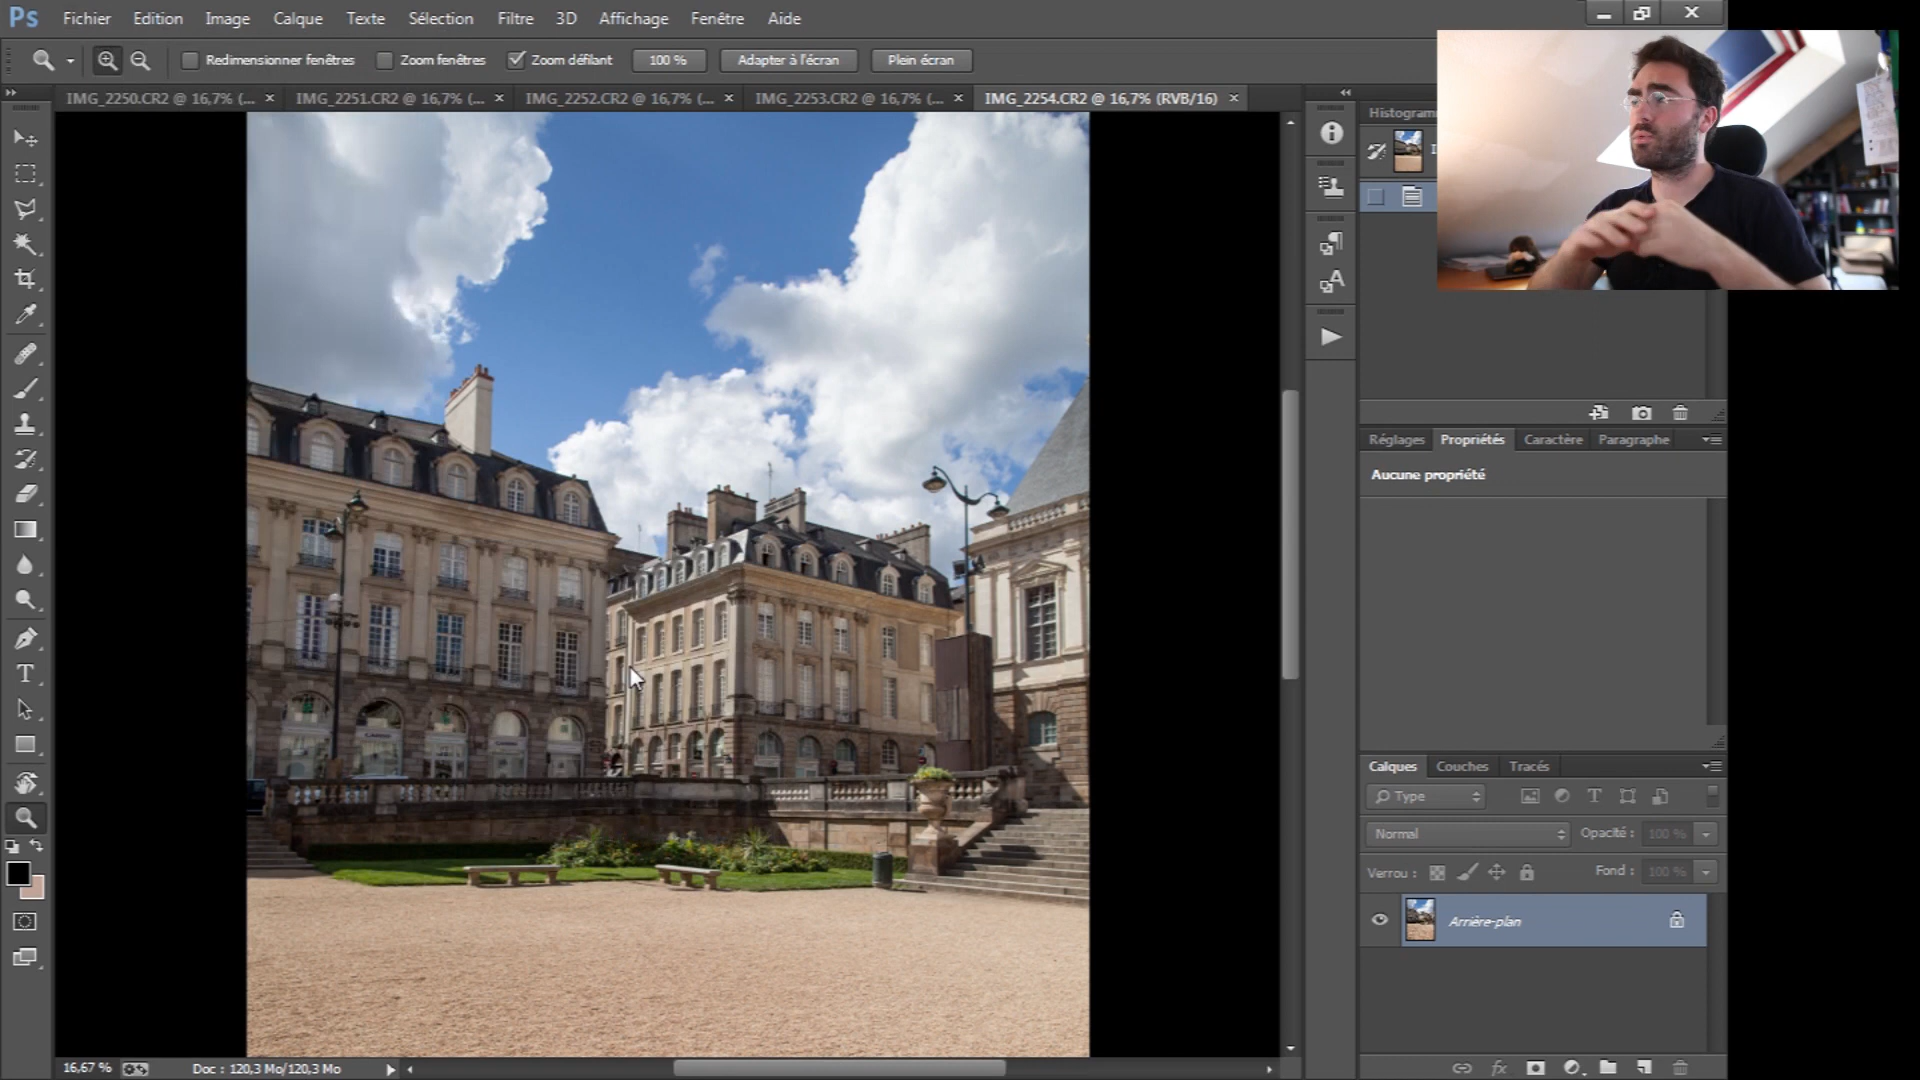 Ps Fichier Edition Image Calque Texte Sélection Filtre 3D Affichage Fenêtre Aide
Redimensionner fenêtres Zoom fenêtres Zoom défilant 100 % Adapter à l'écran Plein écran
IMG_2250.CR2 @ 16,7% (... IMG_2251.CR2 @ 16,7% (... IMG_2252.CR2 @ 16,7% (... IMG_2253.CR2 @ 16,7% (... IMG_2254.CR2 @ 16,7% (RVB/16)
Histogram
Réglages Propriétés Caractère Paragraphe
Aucune propriété
Calques Couches Tracés
Type
Normal Opacité : 100 %
Verrou : Fond : 100 %
Arrière-plan
fx
16,67 % Doc : 120,3 Mo/120,3 Mo